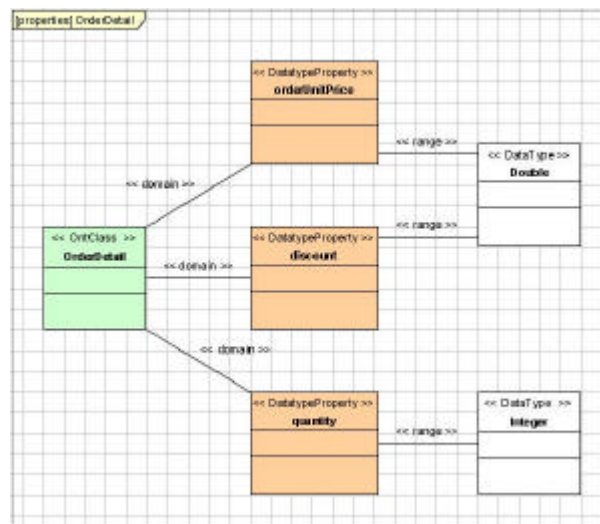 [properties] OrderDetail
<< DatatypeProperty >>
orderUnitPrice
<< range >>
<< DataType >>
Double
<< domain >>
<< range >>
<< OntClass >>
OrderDetail
<< domain >>
<< DatatypeProperty >>
discount
<< domain >>
<< DatatypeProperty >>
quantity
<< range >>
<< DataType >>
Integer